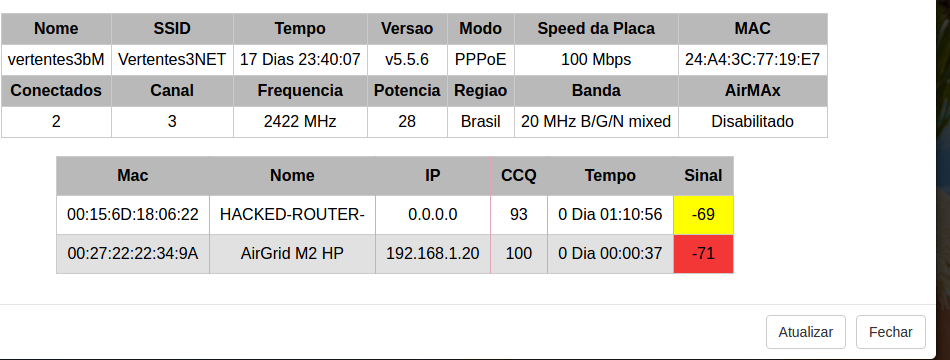 Nome SSID Tempo Versao Modo Speed da Placa MAC
vertentes3bM Vertentes3NET 17 Dias 23:40:07 v5.5.6 PPPoE 100 Mbps 24:A4:3C:77:19:E7
Conectados Canal Frequencia Potencia Regiao Banda AirMAx
2 3 2422 MHz 28 Brasil 20 MHz B/G/N mixed Disabilitado
Mac Nome IP CCQ Tempo Sinal
00:15:6D:18:06:22 HACKED-ROUTER- 0.0.0.0 93 0 Dia 01:10:56 -69
00:27:22:22:34:9A AirGrid M2 HP 192.168.1.20 100 0 Dia 00:00:37 -71
Atualizar Fechar